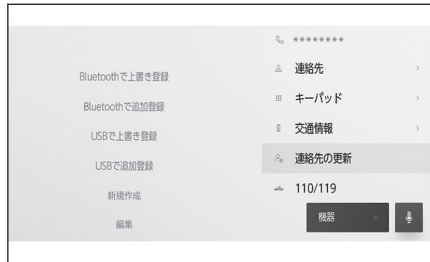 Bluetoothで上書き登録
Bluetoothで追加登録
USBで上書き登録
USBで追加登録
新規作成
編集
********
連絡先
キーパッド
交通情報
連絡先の更新
110/119
機器